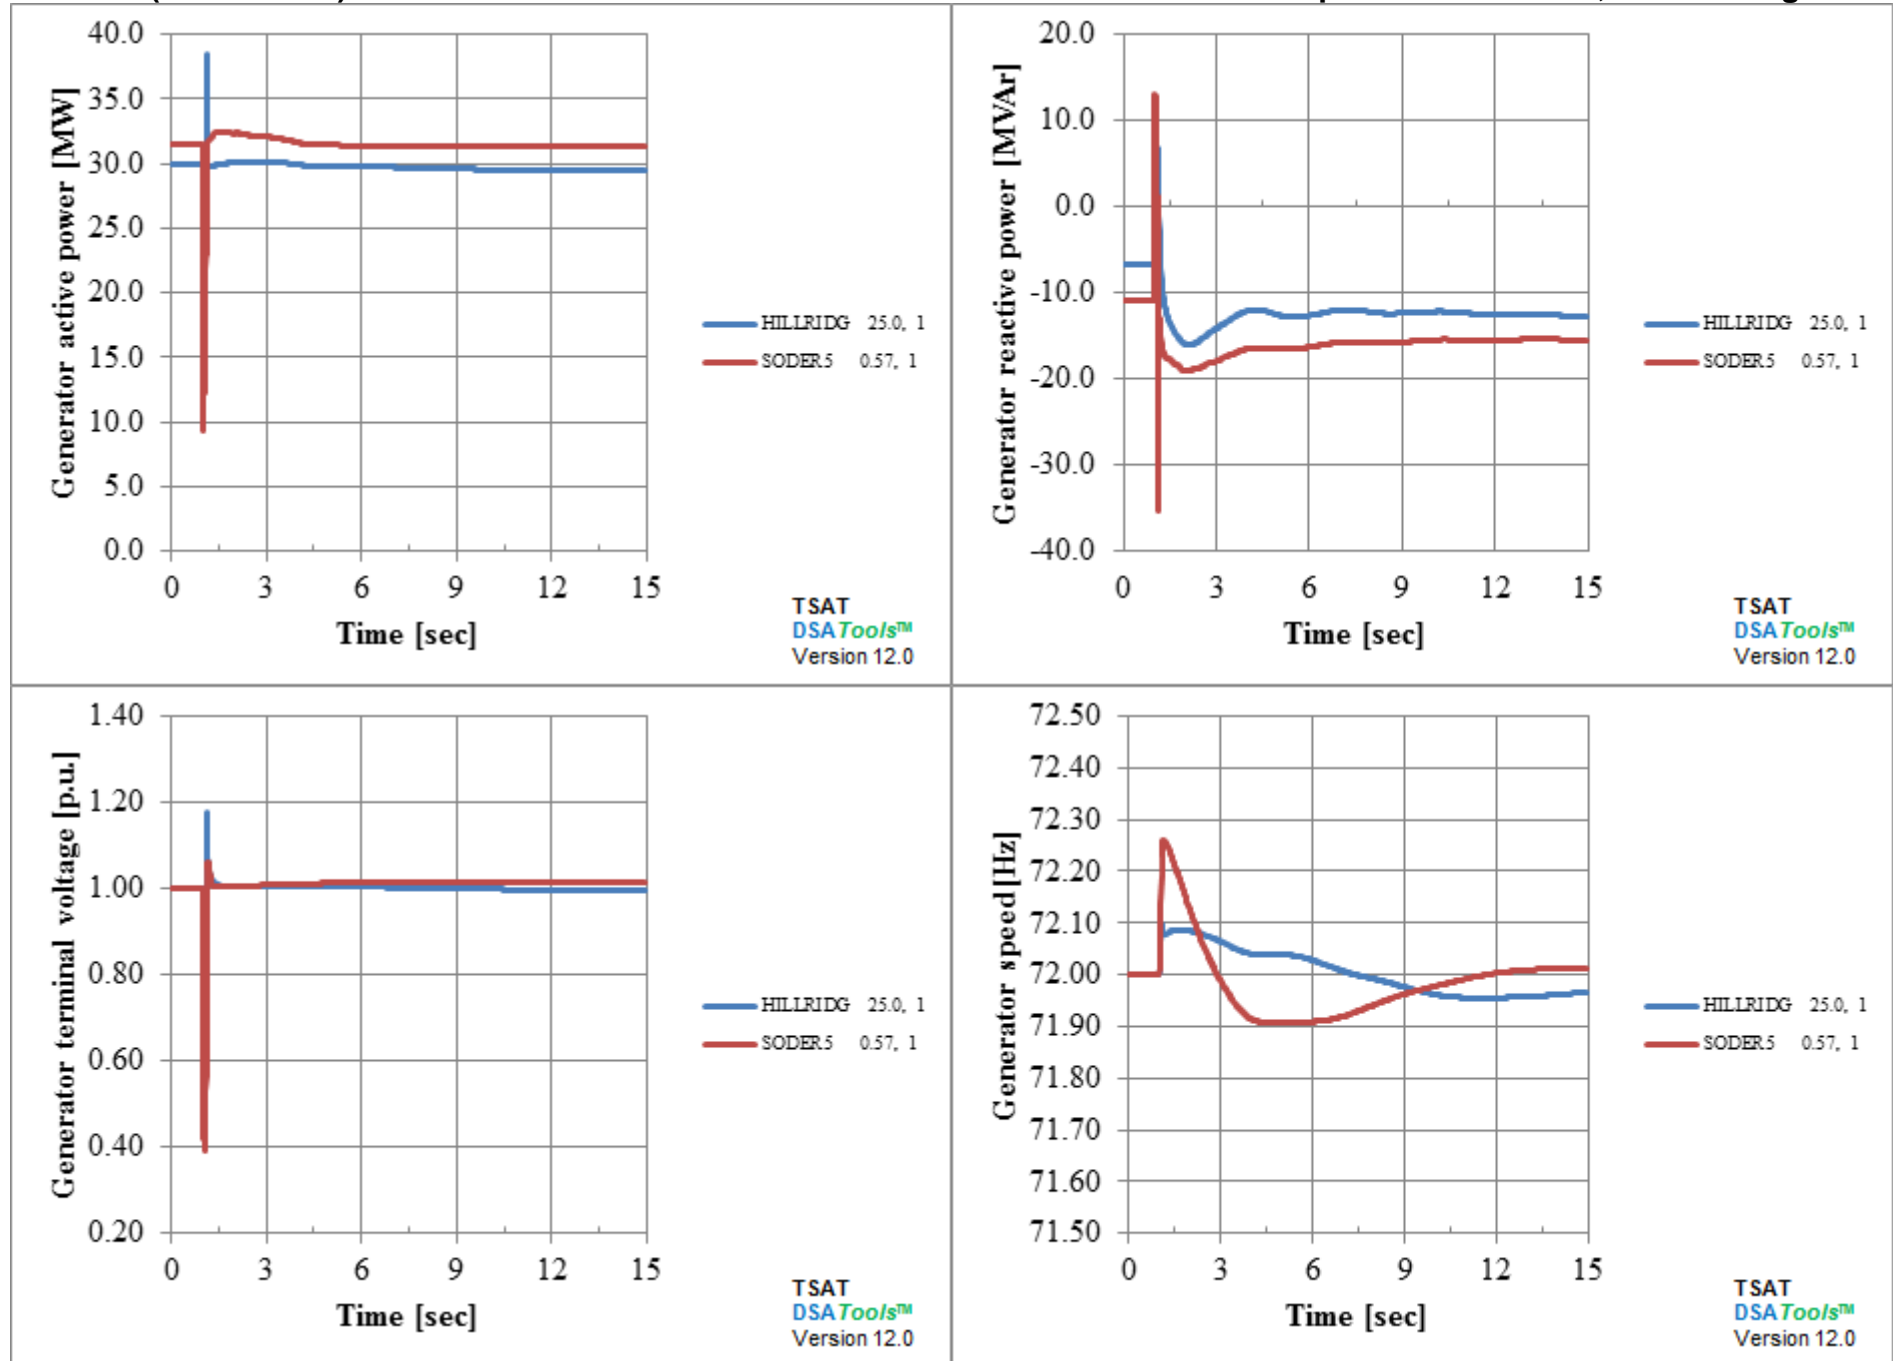 40.0
35.0
30.0
25.0
20.0
15.0
10.0
5.0
0.0
0 3 6 9 12 15
Generator active power [MW]
Time [sec]
HILLRIDG 25.0, 1
SODER5 0.57, 1
TSAT
DSATools™
Version 12.0
20.0
10.0
0.0
-10.0
-20.0
-30.0
-40.0
0 3 6 9 12 15
Generator reactive power [MVAr]
Time [sec]
HILLRIDG 25.0, 1
SODER5 0.57, 1
TSAT
DSATools™
Version 12.0
1.40
1.20
1.00
0.80
0.60
0.40
0.20
0 3 6 9 12 15
Generator terminal voltage [p.u.]
Time [sec]
HILLRIDG 25.0, 1
SODER5 0.57, 1
TSAT
DSATools™
Version 12.0
72.50
72.40
72.30
72.20
72.10
72.00
71.90
71.80
71.70
71.60
71.50
0 3 6 9 12 15
Generator speed[Hz]
Time [sec]
HILLRIDG 25.0, 1
SODER5 0.57, 1
TSAT
DSATools™
Version 12.0